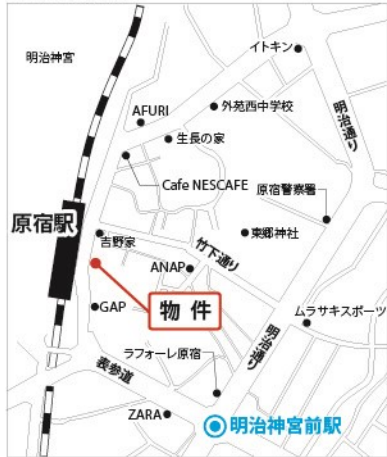 イトキン
明治神宮
外苑西中学校
AFURI
明治通り
生長の家
Cafe NESCAFE
原宿警察署
原宿駅
吉野家
東郷神社
竹下通り
ANAP
物件
GAP
ムラサキスポーツ
明治通り
ラフォーレ原宿
表参道
ZARA
明治神宮前駅